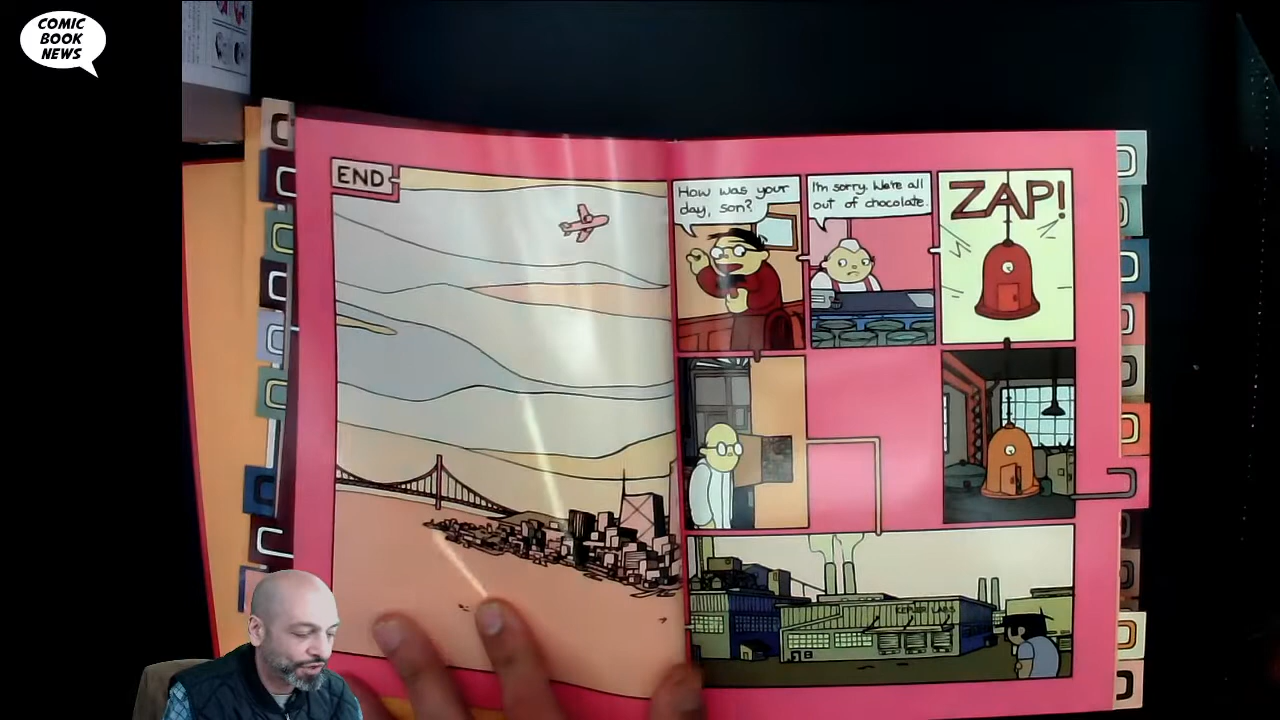 COMIC
BOOK
NEWS
END
How was your
day, son?
I'm sorry. We're all
out of chocolate.
ZAP!